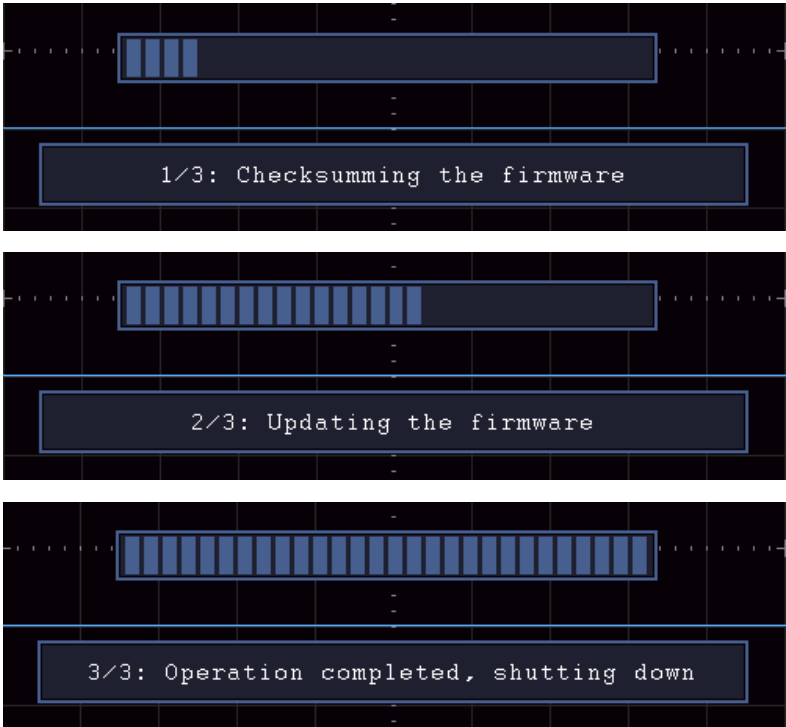 1/3: Checksumming the firmware
2/3: Updating the firmware
3/3: Operation completed, shutting down